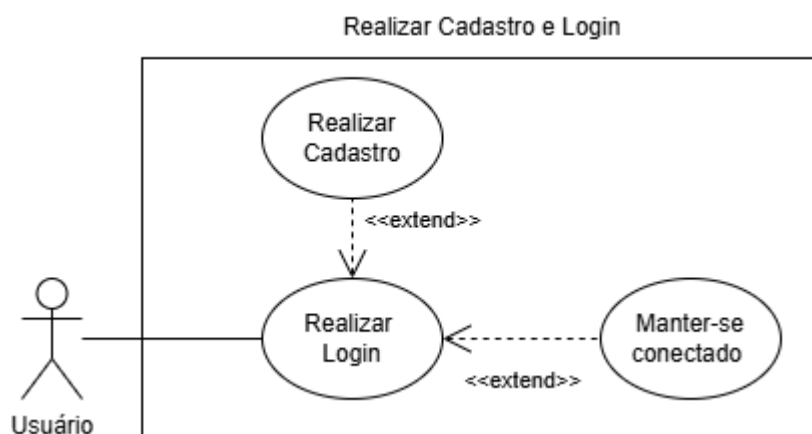 Realizar Cadastro e Login
Realizar
Cadastro
<<extend>>
Realizar
Login
Manter-se
conectado
<<extend>>
Usuário